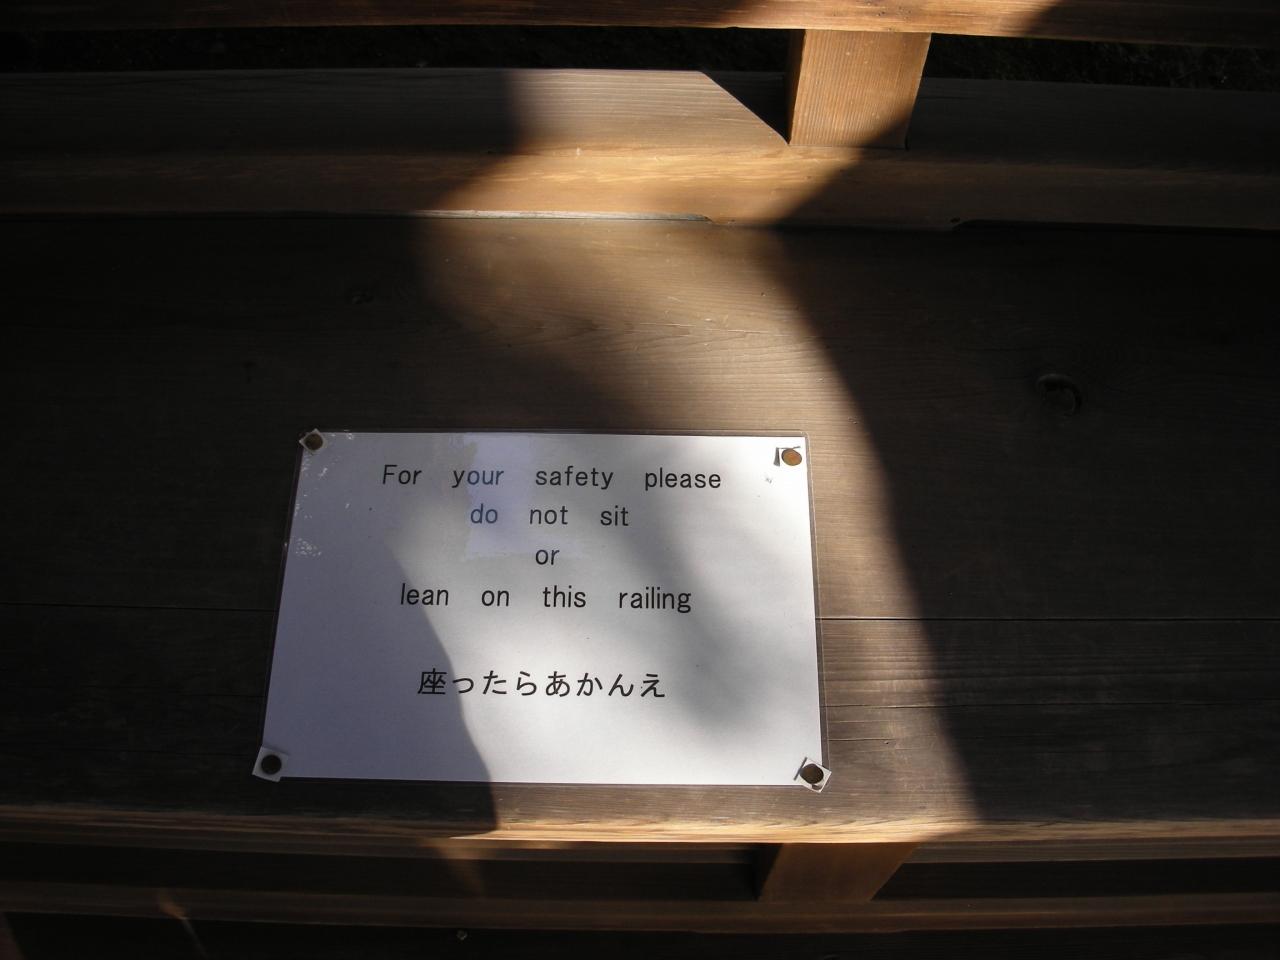 For your safety please
do not sit
or
lean on this railing
座ったらあかんえ